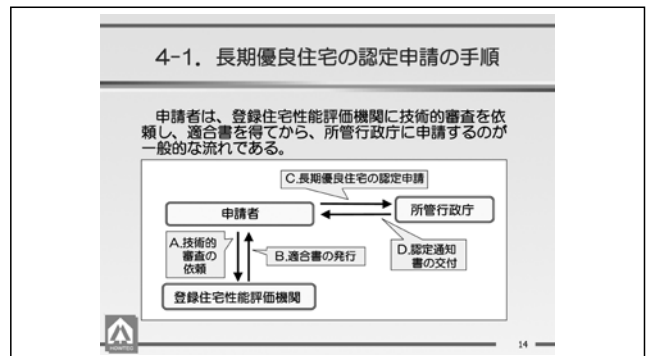 4-1. 長期優良住宅の認定申請の手順
申請者は、登録住宅性能評価機関に技術的審査を依
頼し、適合書を得てから、所管行政庁に申請するのが
一般的な流れである。
C.長期優良住宅の認定申請
申請者
所管行政庁
A.技術的
審査の
依頼
B.適合書の発行
D.認定通知
書の交付
登録住宅性能評価機関
14